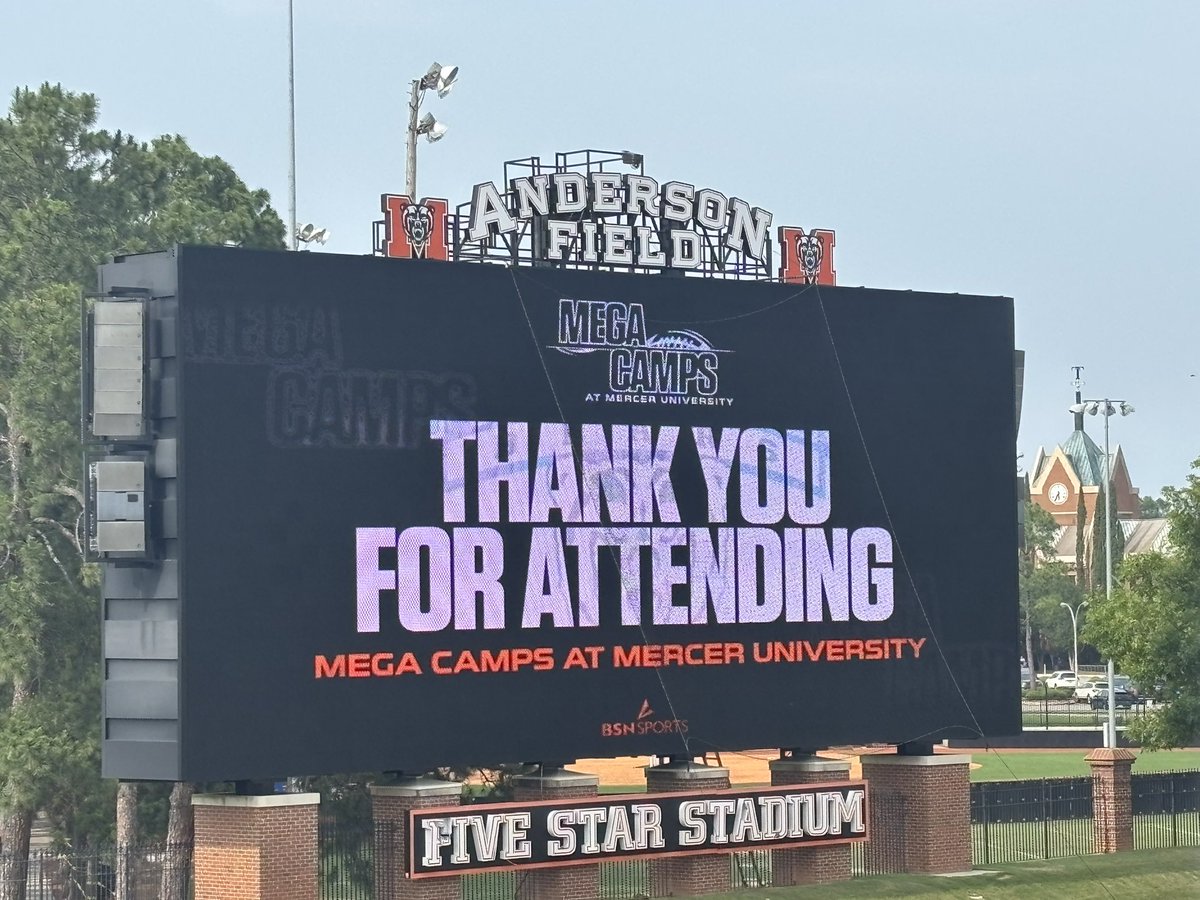 ANDERSON
FIELD
M
M
MEGA
CAMPS
AT MERCER UNIVERSITY
THANK YOU
FOR ATTENDING
MEGA CAMPS AT MERCER UNIVERSITY
BSN SPORTS
FIVE STAR STADIUM